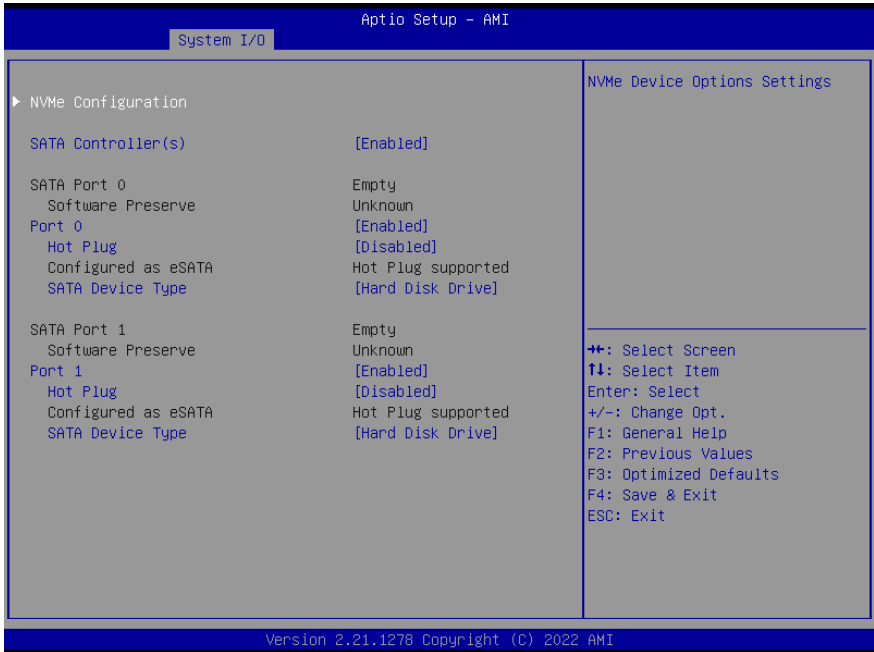 Aptio Setup – AMI
System I/O
▶ NVMe Configuration
SATA Controller(s) [Enabled]
SATA Port 0 Empty
Software Preserve Unknown
Port 0 [Enabled]
Hot Plug [Disabled]
Configured as eSATA Hot Plug supported
SATA Device Type [Hard Disk Drive]
SATA Port 1 Empty
Software Preserve Unknown
Port 1 [Enabled]
Hot Plug [Disabled]
Configured as eSATA Hot Plug supported
SATA Device Type [Hard Disk Drive]
NVMe Device Options Settings
→←: Select Screen
↑↓: Select Item
Enter: Select
+/-: Change Opt.
F1: General Help
F2: Previous Values
F3: Optimized Defaults
F4: Save & Exit
ESC: Exit
Version 2.21.1278 Copyright (C) 2022 AMI